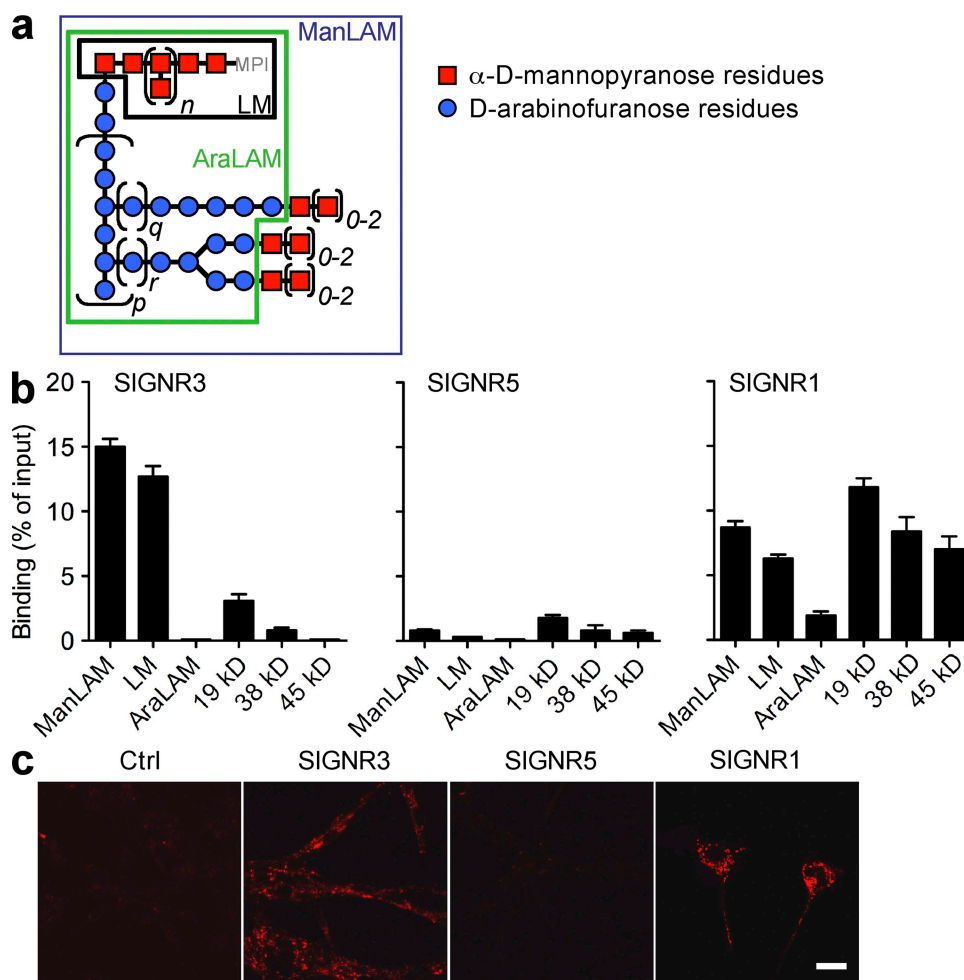 a
ManLAM
MPI
n
LM
AraLAM
q
0-2
0-2
r
0-2
p
α-D-mannopyranose residues
D-arabinofuranose residues
b
SIGNR3
SIGNR5
SIGNR1
Binding (% of input)
20
15
10
5
0
ManLAM
LM
AraLAM
19 kD
38 kD
45 kD
ManLAM
LM
AraLAM
19 kD
38 kD
45 kD
ManLAM
LM
AraLAM
19 kD
38 kD
45 kD
c
Ctrl
SIGNR3
SIGNR5
SIGNR1